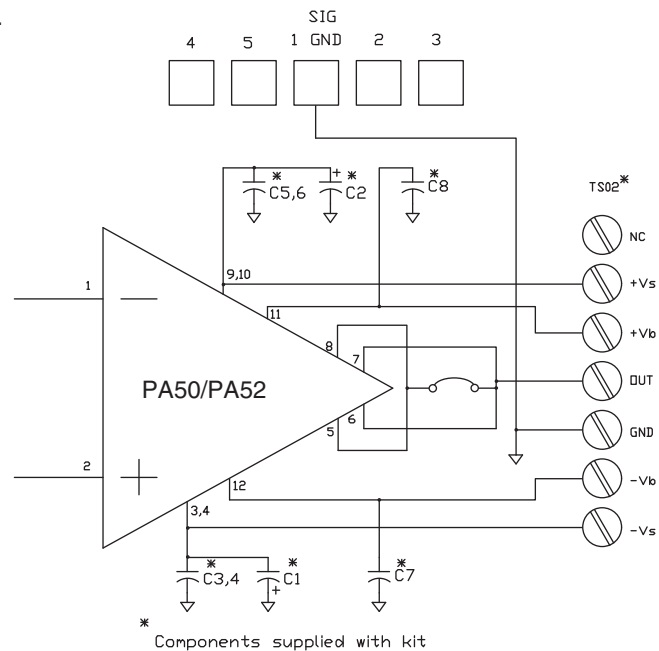 SIG
4 5 1 GND 2 3
* C5,6
+ * C2
* C8
TS02*
NC
9,10
+Vs
1
11
+Vb
8
7
PA50/PA52
OUT
6
5
GND
2
12
-Vb
3,4
-Vs
* C3,4
* C1
+
* C7
* Components supplied with kit